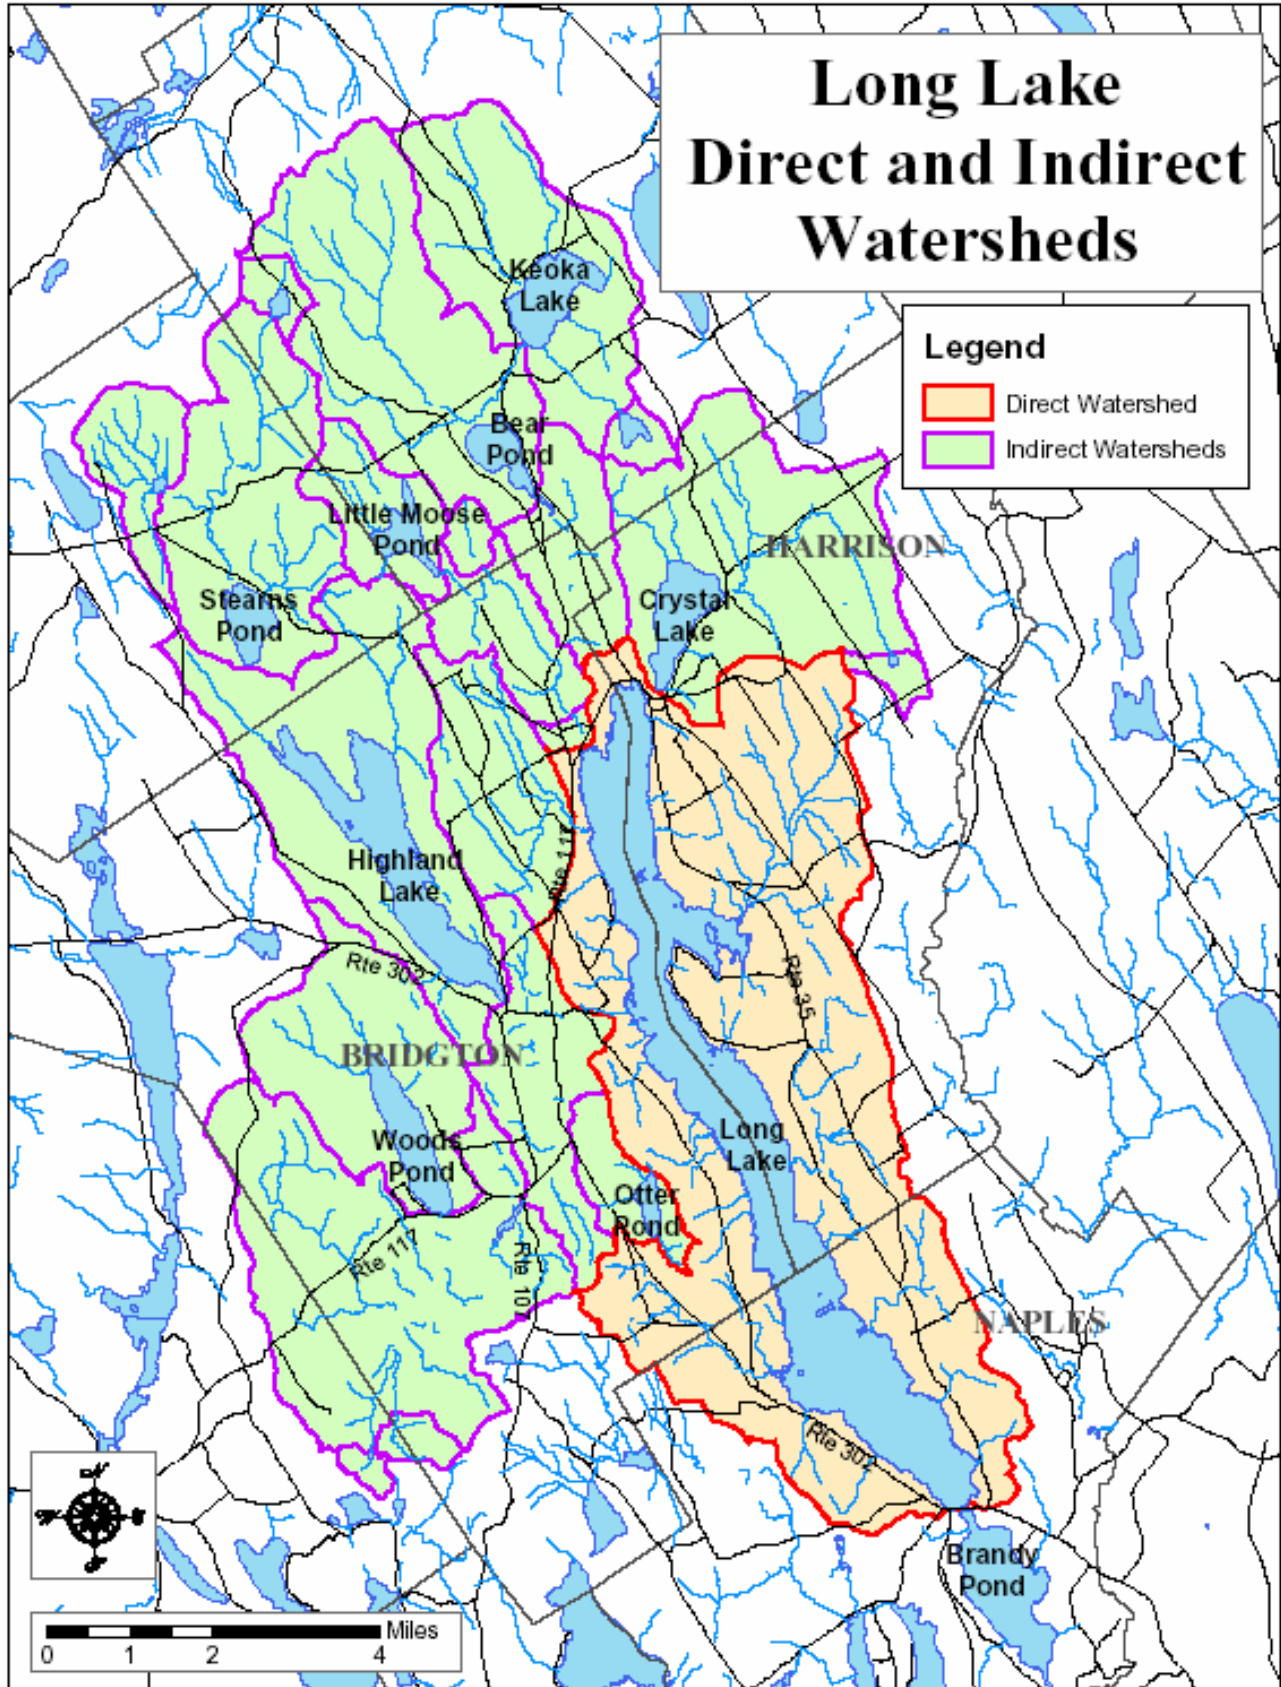 Long Lake
Direct and Indirect
Watersheds
Legend
Direct Watershed
Indirect Watersheds
Keoka
Lake
Bear
Pond
Little Moose
Pond
HARRISON
Stearns
Pond
Crystal
Lake
Rte 117
Highland
Lake
Rte 302
Rte 35
BRIDGTON
Woods
Pond
Long
Lake
Otter
Pond
Rte 117
Rte 107
NAPLES
Rte 302
N
W
E
S
Brandy
Pond
Miles
0 1 2 4